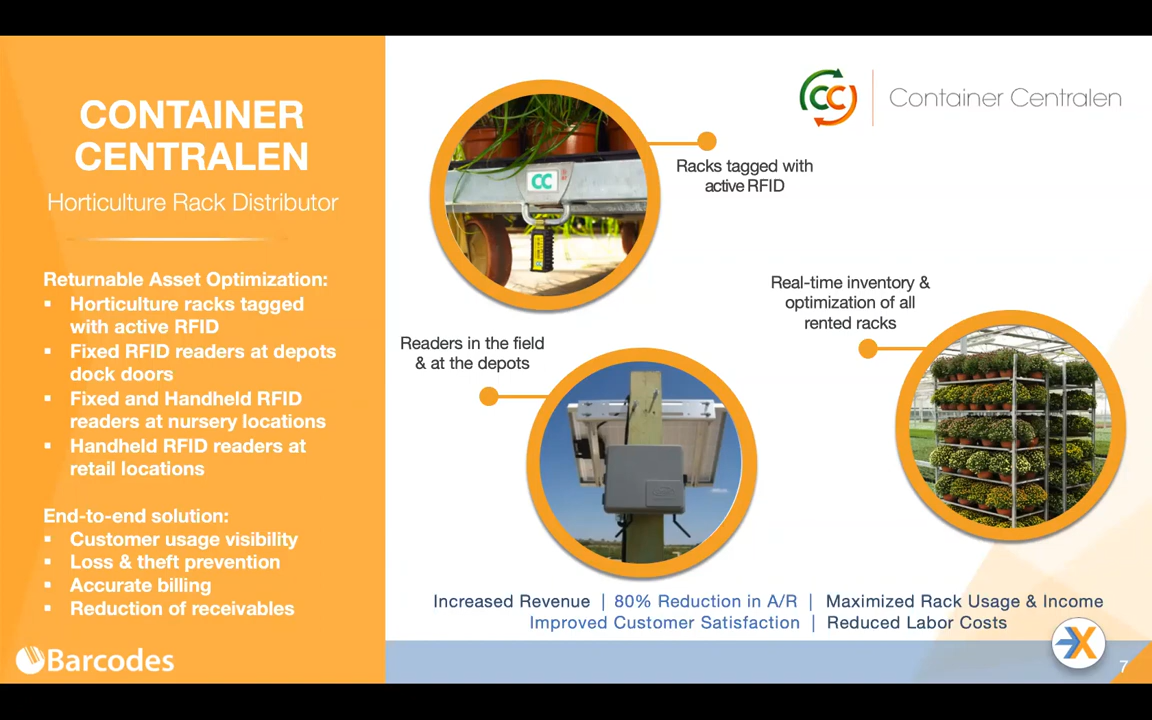 CONTAINER
CENTRALEN
Horticulture Rack Distributor
Returnable Asset Optimization:
▪ Horticulture racks tagged
with active RFID
▪ Fixed RFID readers at depots
dock doors
▪ Fixed and Handheld RFID
readers at nursery locations
▪ Handheld RFID readers at
retail locations
End-to-end solution:
▪ Customer usage visibility
▪ Loss & theft prevention
▪ Accurate billing
▪ Reduction of receivables
Barcodes
CC
Container Centralen
CC
Racks tagged with
active RFID
Readers in the field
& at the depots
Real-time inventory &
optimization of all
rented racks
Increased Revenue | 80% Reduction in A/R | Maximized Rack Usage & Income
Improved Customer Satisfaction | Reduced Labor Costs
X
7